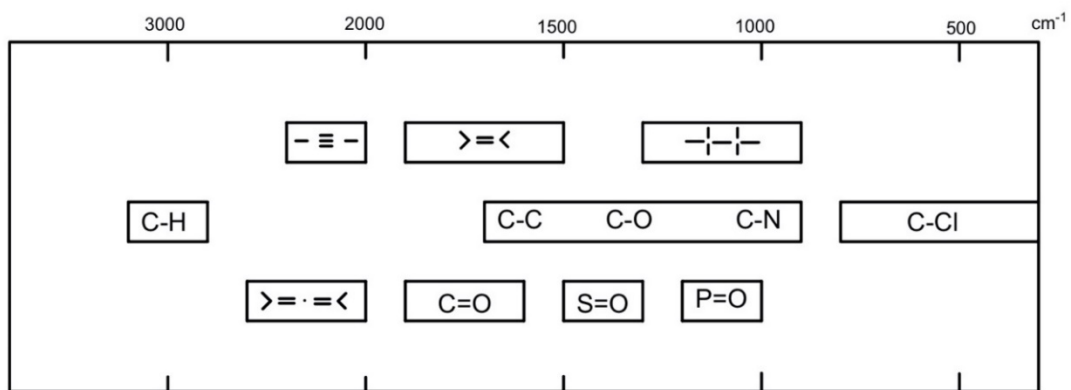 3000 2000 1500 1000 500 cm-1
- ≡ - >=< 
C-H C-C C-O C-N C-Cl
>=·=< C=O S=O P=O